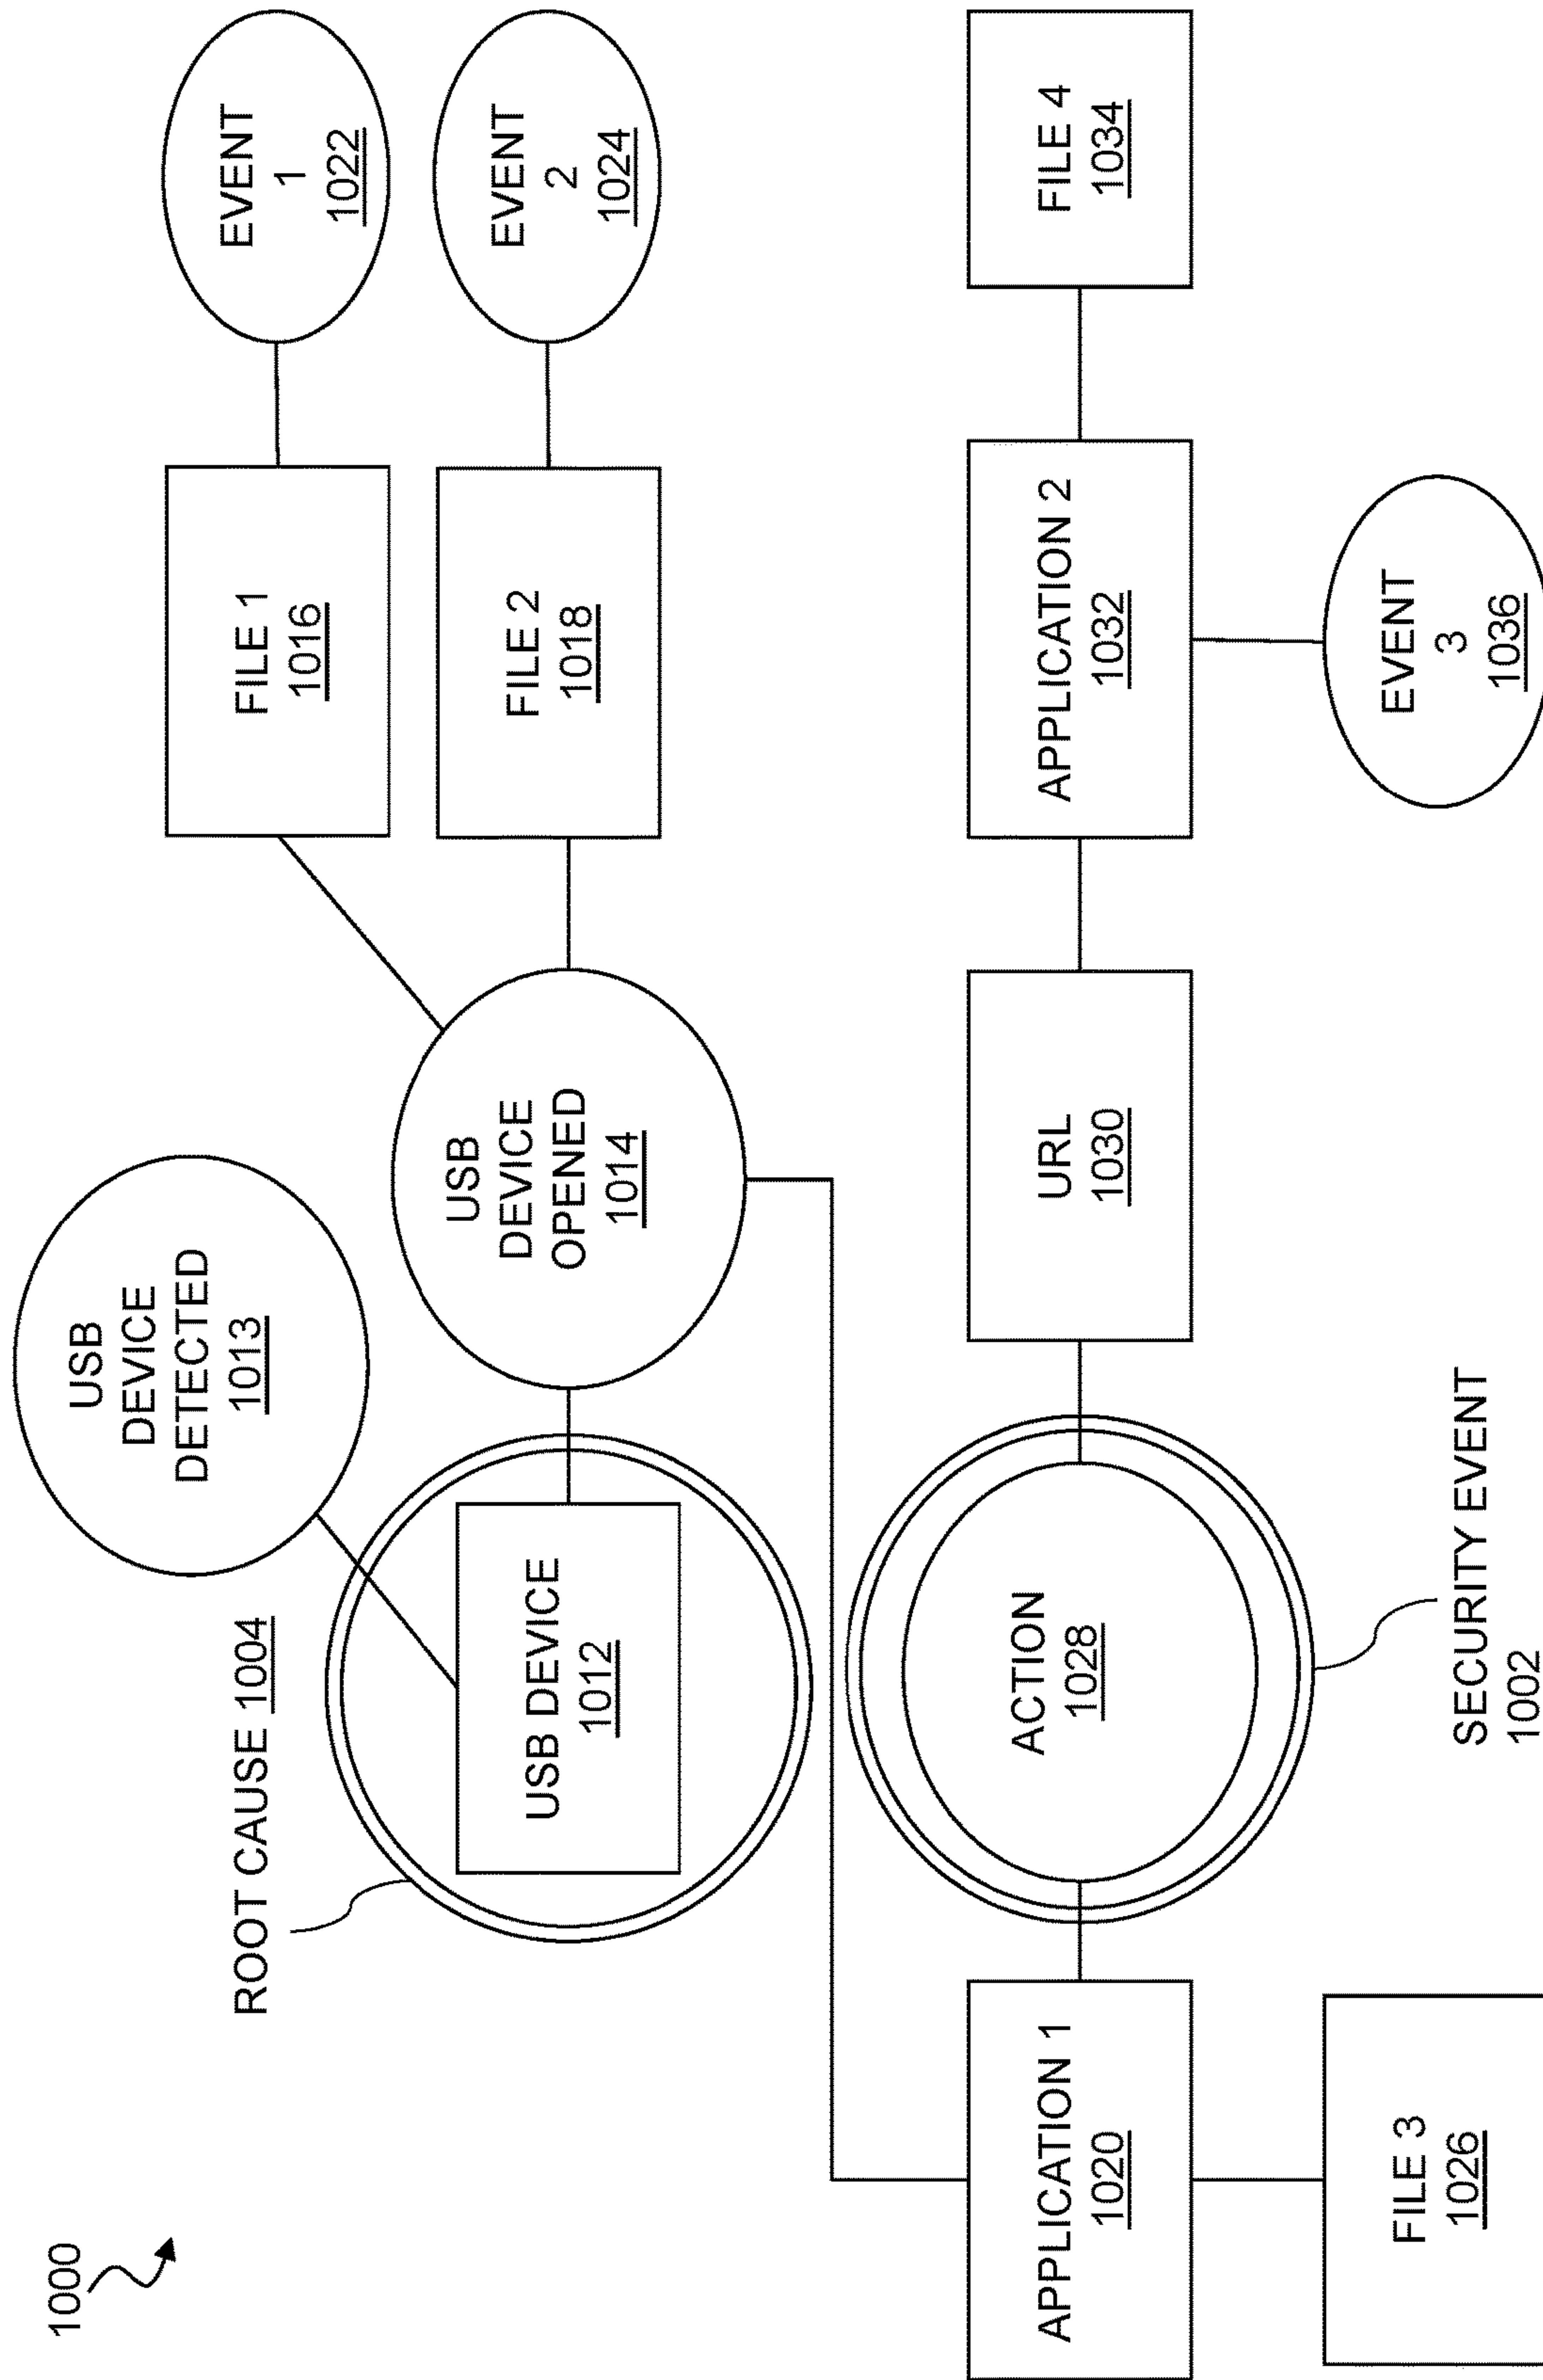 1000
USB
DEVICE
DETECTED
1013
ROOT CAUSE 1004
USB DEVICE
1012
USB
DEVICE
OPENED
1014
FILE 1
1016
EVENT
1
1022
FILE 2
1018
EVENT
2
1024
APPLICATION 1
1020
ACTION
1028
URL
1030
APPLICATION 2
1032
FILE 4
1034
FILE 3
1026
SECURITY EVENT
1002
EVENT
3
1036